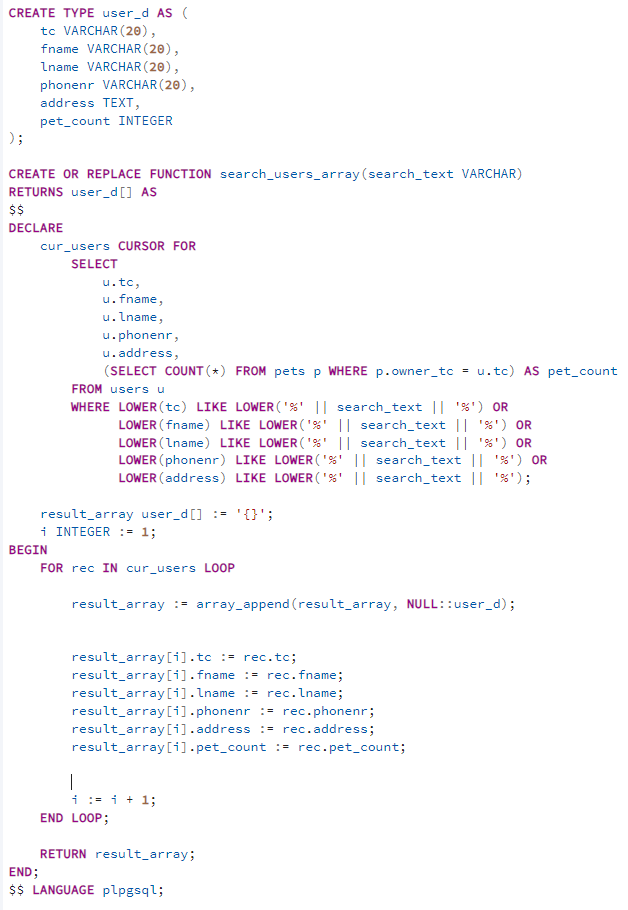 CREATE TYPE user_d AS (
    tc VARCHAR(20),
    fname VARCHAR(20),
    lname VARCHAR(20),
    phonenr VARCHAR(20),
    address TEXT,
    pet_count INTEGER
);

CREATE OR REPLACE FUNCTION search_users_array(search_text VARCHAR)
RETURNS user_d[] AS
$$
DECLARE
    cur_users CURSOR FOR
        SELECT
            u.tc,
            u.fname,
            u.lname,
            u.phonenr,
            u.address,
            (SELECT COUNT(*) FROM pets p WHERE p.owner_tc = u.tc) AS pet_count
        FROM users u
        WHERE LOWER(tc) LIKE LOWER('%' || search_text || '%') OR
              LOWER(fname) LIKE LOWER('%' || search_text || '%') OR
              LOWER(lname) LIKE LOWER('%' || search_text || '%') OR
              LOWER(phonenr) LIKE LOWER('%' || search_text || '%') OR
              LOWER(address) LIKE LOWER('%' || search_text || '%');

    result_array user_d[] := '{}';
    i INTEGER := 1;
BEGIN
    FOR rec IN cur_users LOOP

        result_array := array_append(result_array, NULL::user_d);


        result_array[i].tc := rec.tc;
        result_array[i].fname := rec.fname;
        result_array[i].lname := rec.lname;
        result_array[i].phonenr := rec.phonenr;
        result_array[i].address := rec.address;
        result_array[i].pet_count := rec.pet_count;


        i := i + 1;
    END LOOP;

    RETURN result_array;
END;
$$ LANGUAGE plpgsql;